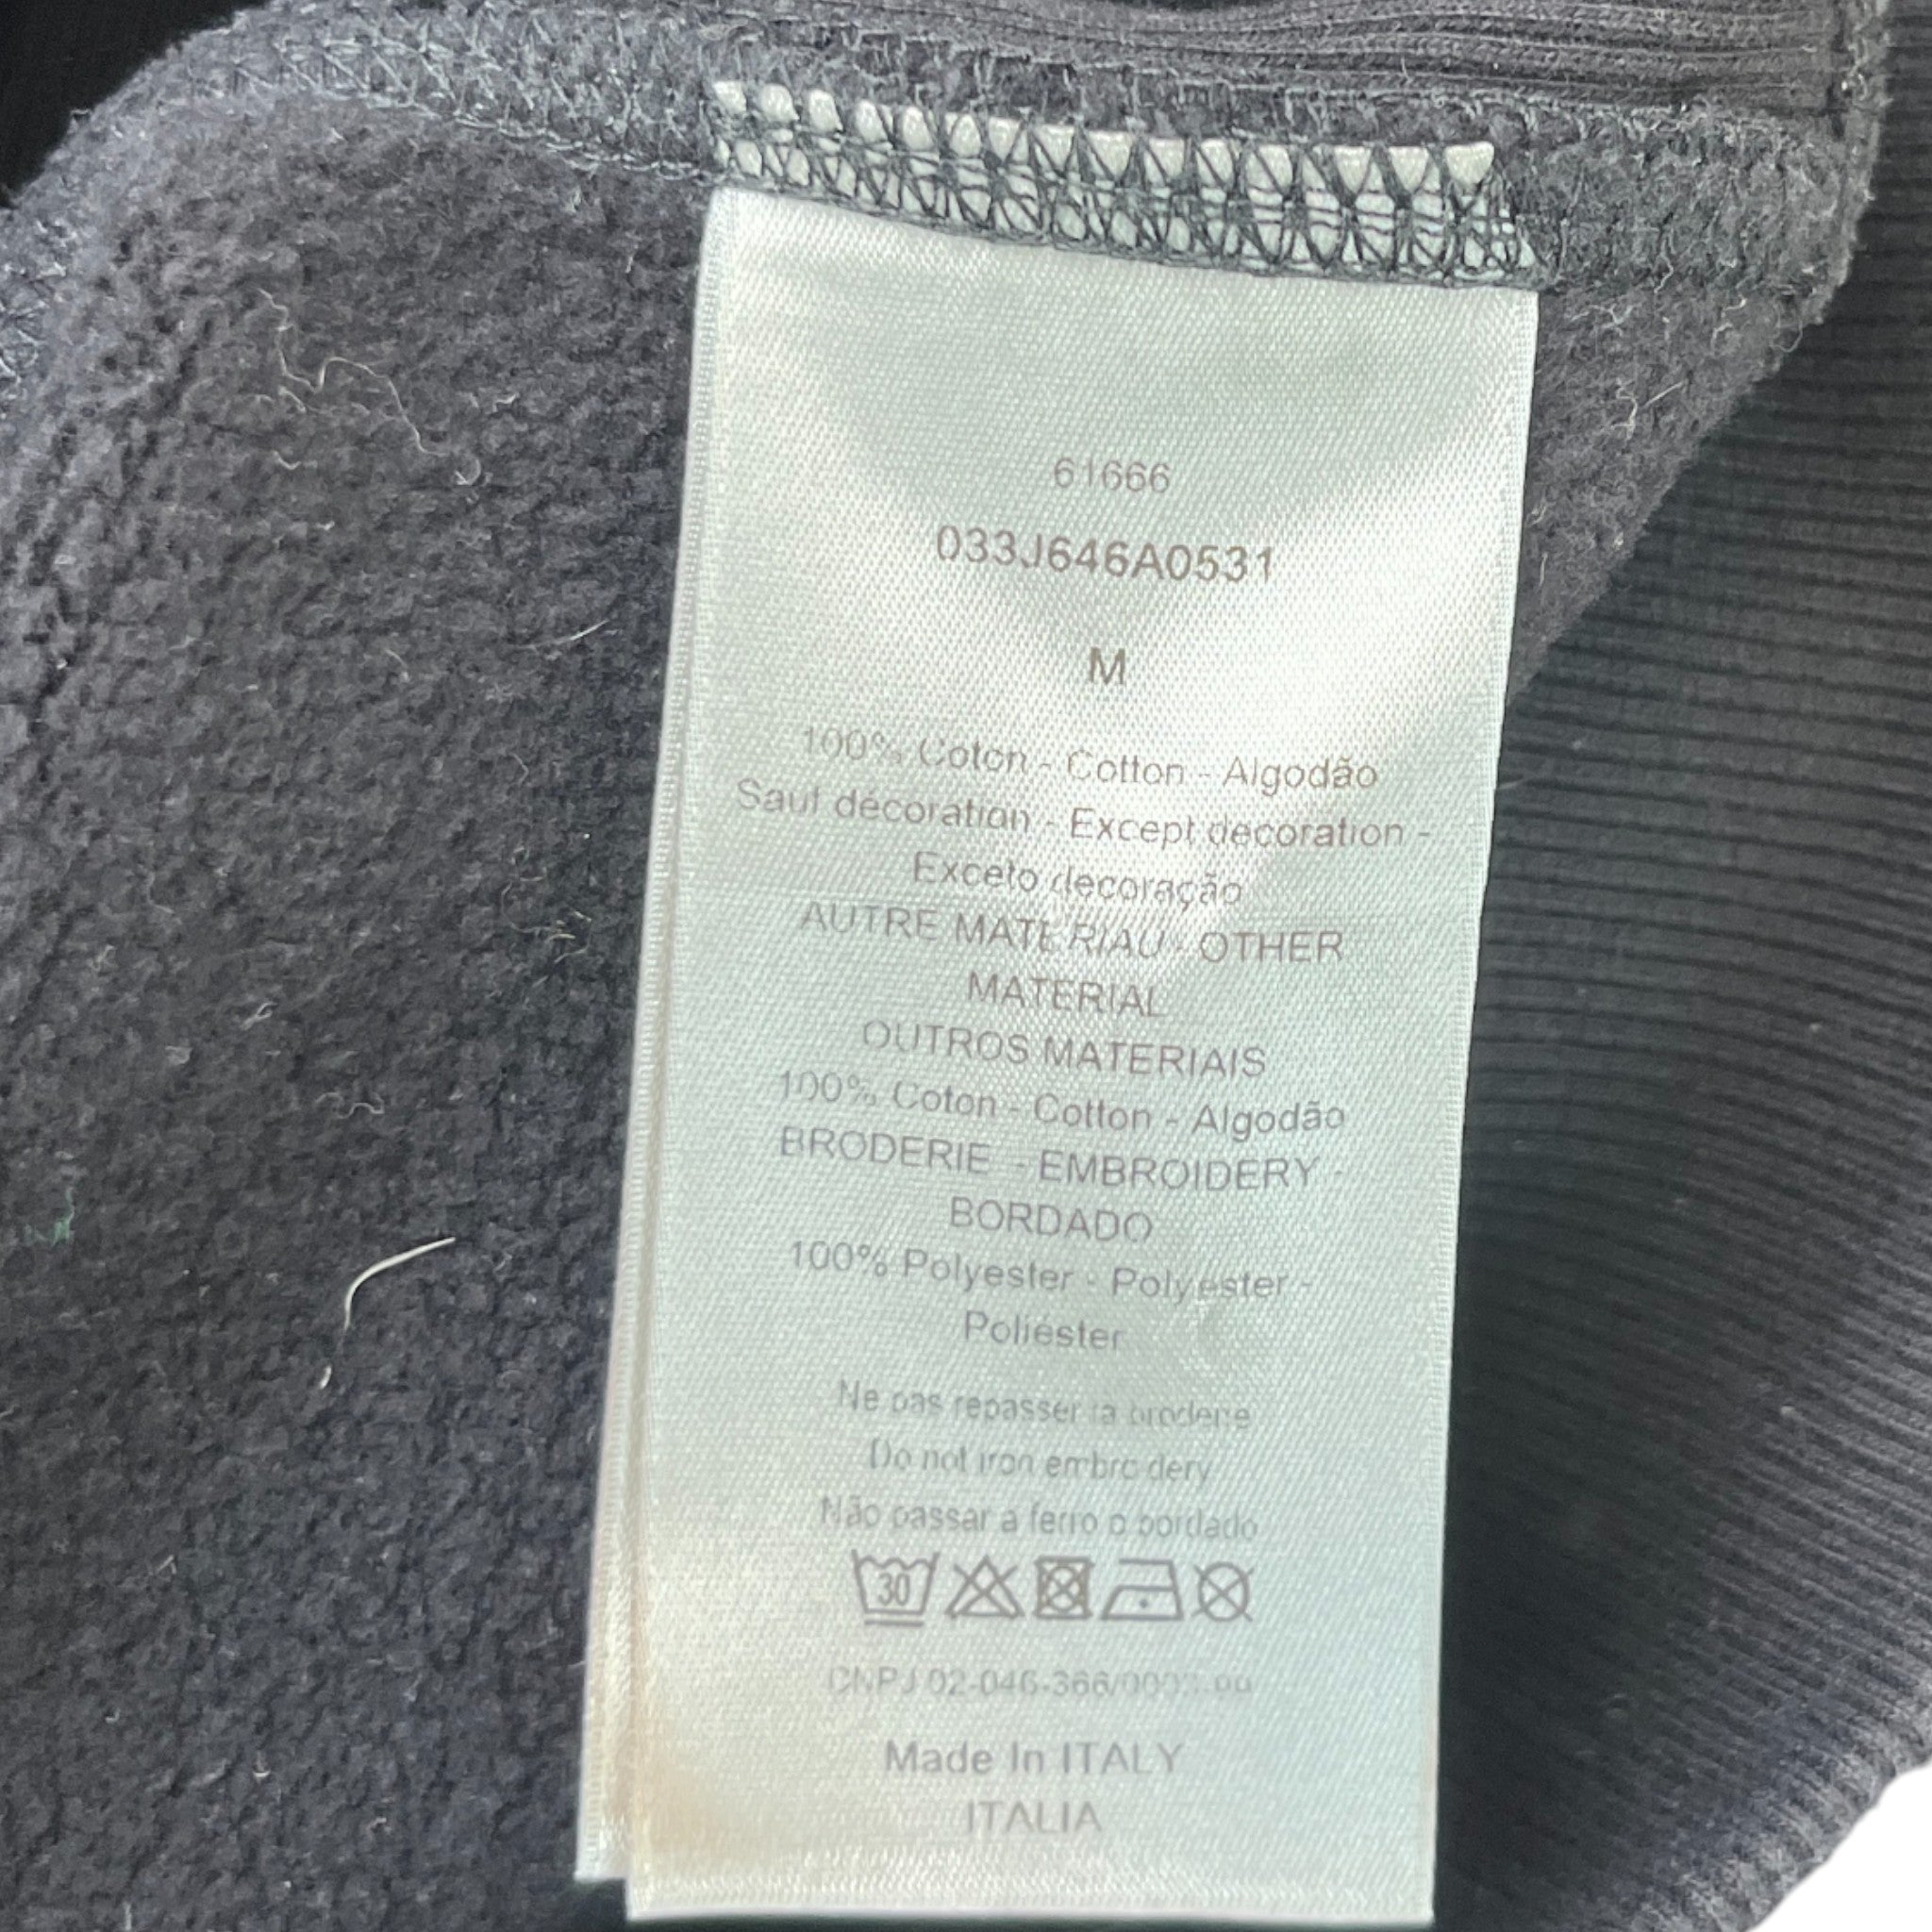 61666
033J646A0531
M
100% Coton - Cotton - Algodão
Sauf décoration - Except decoration -
Exceto decoração
AUTRE MATERIAU - OTHER
MATERIAL
OUTROS MATERIAIS
100% Coton - Cotton - Algodão
BRODERIE - EMBROIDERY -
BORDADO
100% Polyester - Polyester -
Poliéster
Ne pas repasser la broderie
Do not iron embroidery
Não passar a ferro o bordado
30
CNPJ
Made In ITALY
ITALIA